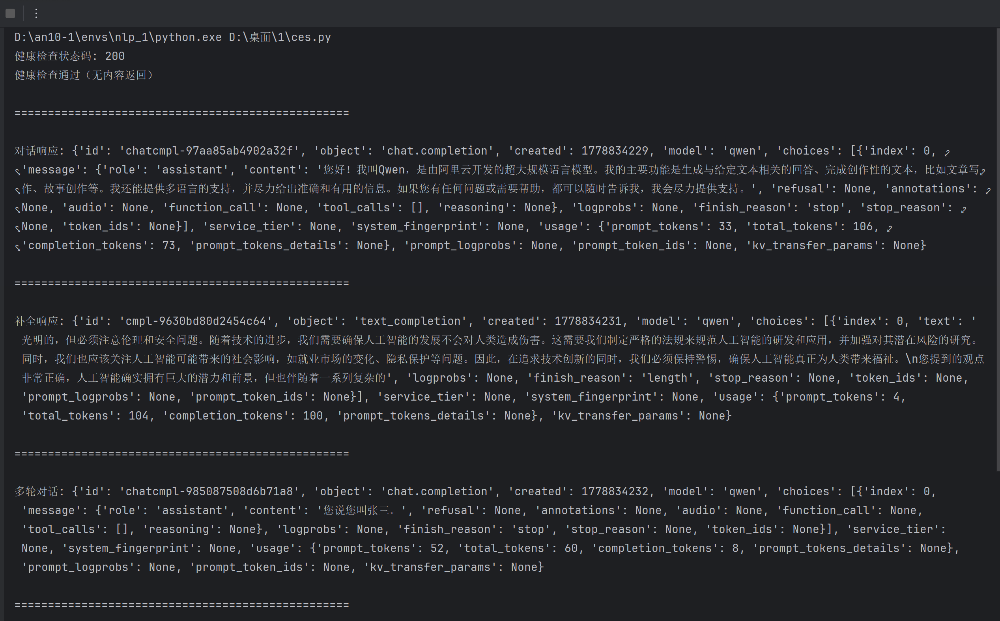 D:\an10-1\envs\nlp_1\python.exe D:\桌面\1\ces.py
健康检查状态码: 200
健康检查通过（无内容返回）
==================================================
对话响应: {'id': 'chatcmpl-97aa85ab4902a32f', 'object': 'chat.completion', 'created': 1778834229, 'model': 'qwen', 'choices': [{'index': 0,
'message': {'role': 'assistant', 'content': '您好！我叫Qwen，是由阿里云开发的超大规模语言模型。我的主要功能是生成与给定文本相关的回答、完成创作性的文本，比如文章写
作、故事创作等。我还能提供多语言的支持，并尽力给出准确和有用的信息。如果您有任何问题或需要帮助，都可以随时告诉我，我会尽力提供支持。', 'refusal': None, 'annotations':
None, 'audio': None, 'function_call': None, 'tool_calls': [], 'reasoning': None}, 'logprobs': None, 'finish_reason': 'stop', 'stop_reason':
None, 'token_ids': None}], 'service_tier': None, 'system_fingerprint': None, 'usage': {'prompt_tokens': 33, 'total_tokens': 106,
'completion_tokens': 73, 'prompt_tokens_details': None}, 'prompt_logprobs': None, 'prompt_token_ids': None, 'kv_transfer_params': None}
==================================================
补全响应: {'id': 'cmpl-9630bd80d2454c64', 'object': 'text_completion', 'created': 1778834231, 'model': 'qwen', 'choices': [{'index': 0, 'text': '
光明的，但必须注意伦理和安全问题。随着技术的进步，我们需要确保人工智能的发展不会对人类造成伤害。这需要我们制定严格的法规来规范人工智能的研发和应用，并加强对其潜在风险的研究。
同时，我们也应该关注人工智能可能带来的社会影响，如就业市场的变化、隐私保护等问题。因此，在追求技术创新的同时，我们必须保持警惕，确保人工智能真正为人类带来福祉。\n您提到的观点
非常正确，人工智能确实拥有巨大的潜力和前景，但也伴随着一系列复杂的', 'logprobs': None, 'finish_reason': 'length', 'stop_reason': None, 'token_ids': None,
'prompt_logprobs': None, 'prompt_token_ids': None}], 'service_tier': None, 'system_fingerprint': None, 'usage': {'prompt_tokens': 4,
'total_tokens': 104, 'completion_tokens': 100, 'prompt_tokens_details': None}, 'kv_transfer_params': None}
==================================================
多轮对话: {'id': 'chatcmpl-985087508d6b71a8', 'object': 'chat.completion', 'created': 1778834232, 'model': 'qwen', 'choices': [{'index': 0,
'message': {'role': 'assistant', 'content': '您说您叫张三。', 'refusal': None, 'annotations': None, 'audio': None, 'function_call': None,
'tool_calls': [], 'reasoning': None}, 'logprobs': None, 'finish_reason': 'stop', 'stop_reason': None, 'token_ids': None}], 'service_tier':
None, 'system_fingerprint': None, 'usage': {'prompt_tokens': 52, 'total_tokens': 60, 'completion_tokens': 8, 'prompt_tokens_details': None},
'prompt_logprobs': None, 'prompt_token_ids': None, 'kv_transfer_params': None}
==================================================